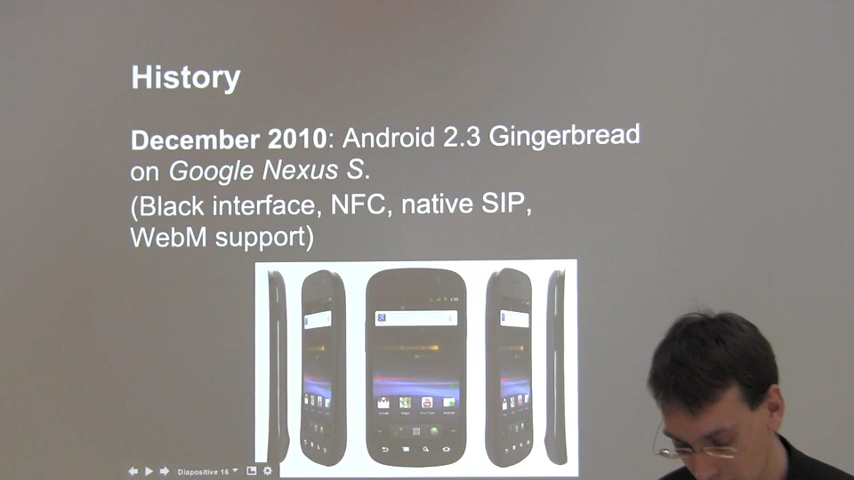 History
December 2010: Android 2.3 Gingerbread
on Google Nexus S.
(Black interface, NFC, native SIP,
WebM support)
Diapositive 16